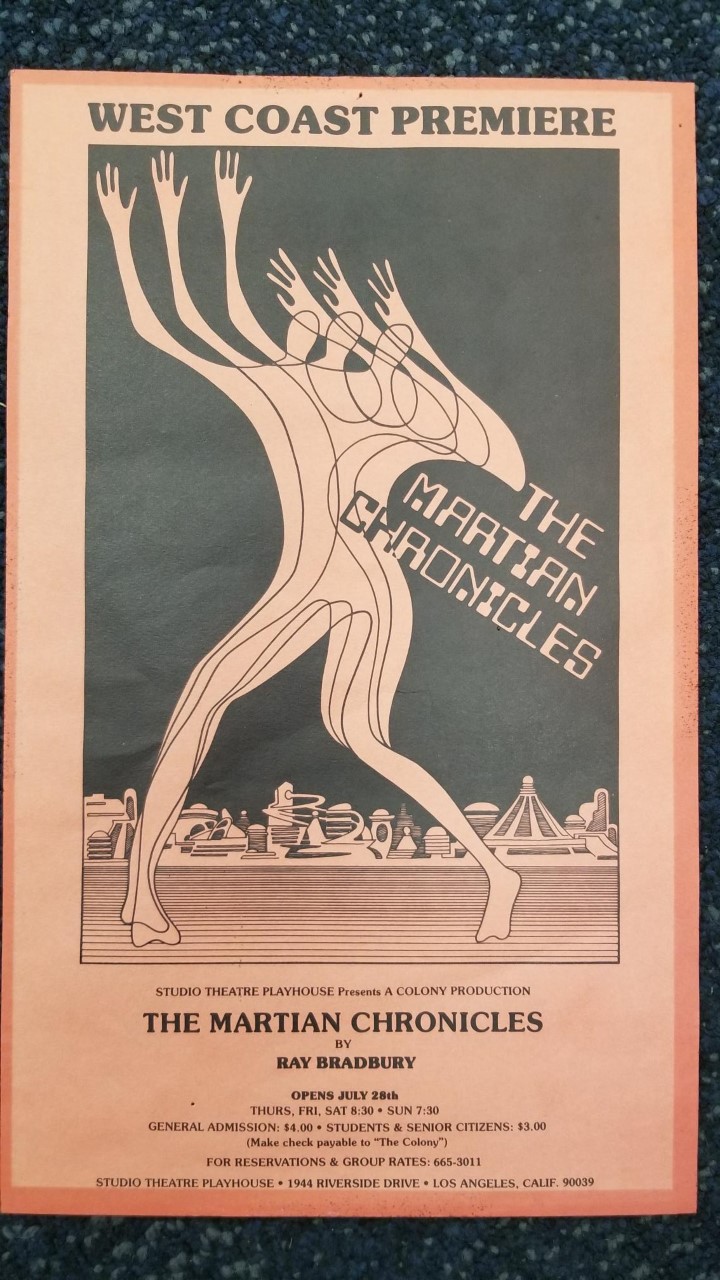 WEST COAST PREMIERE
THE
MARTIAN
CHRONICLES
STUDIO THEATRE PLAYHOUSE Presents A COLONY PRODUCTION
THE MARTIAN CHRONICLES
BY
RAY BRADBURY
OPENS JULY 28th
THURS, FRI, SAT 8:30 • SUN 7:30
GENERAL ADMISSION: $4.00 • STUDENTS & SENIOR CITIZENS: $3.00
(Make check payable to "The Colony")
FOR RESERVATIONS & GROUP RATES: 665-3011
STUDIO THEATRE PLAYHOUSE • 1944 RIVERSIDE DRIVE • LOS ANGELES, CALIF. 90039